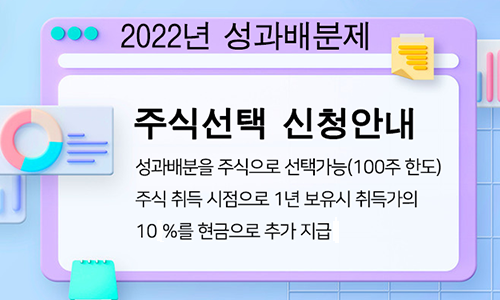 2022년 성과배분제
주식선택 신청안내
성과배분을 주식으로 선택가능(100주 한도)
주식 취득 시점으로 1년 보유시 취득가의
10 %를 현금으로 추가 지급